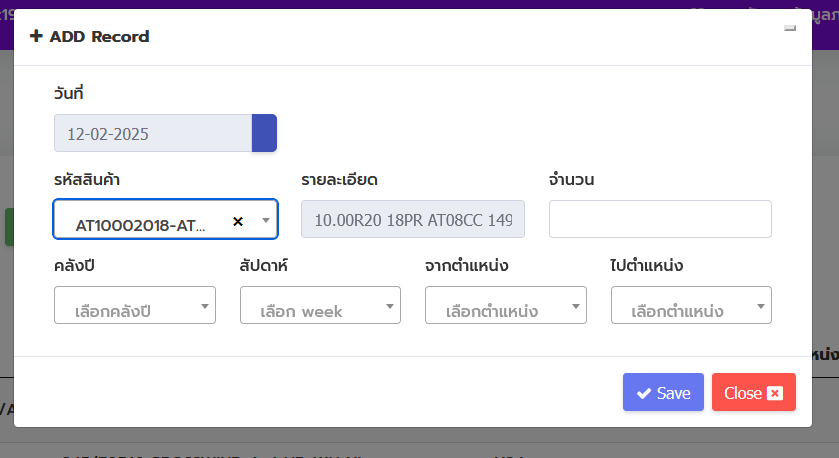 ADD Record
วันที่
12-02-2025
รหัสสินค้า
รายละเอียด
จำนวน
AT10002018-AT...
10.00R20 18PR AT08CC 149
คลังปี
สัปดาห์
จากตำแหน่ง
ไปตำแหน่ง
เลือกคลังปี
เลือก week
เลือกตำแหน่ง
เลือกตำแหน่ง
Save
Close